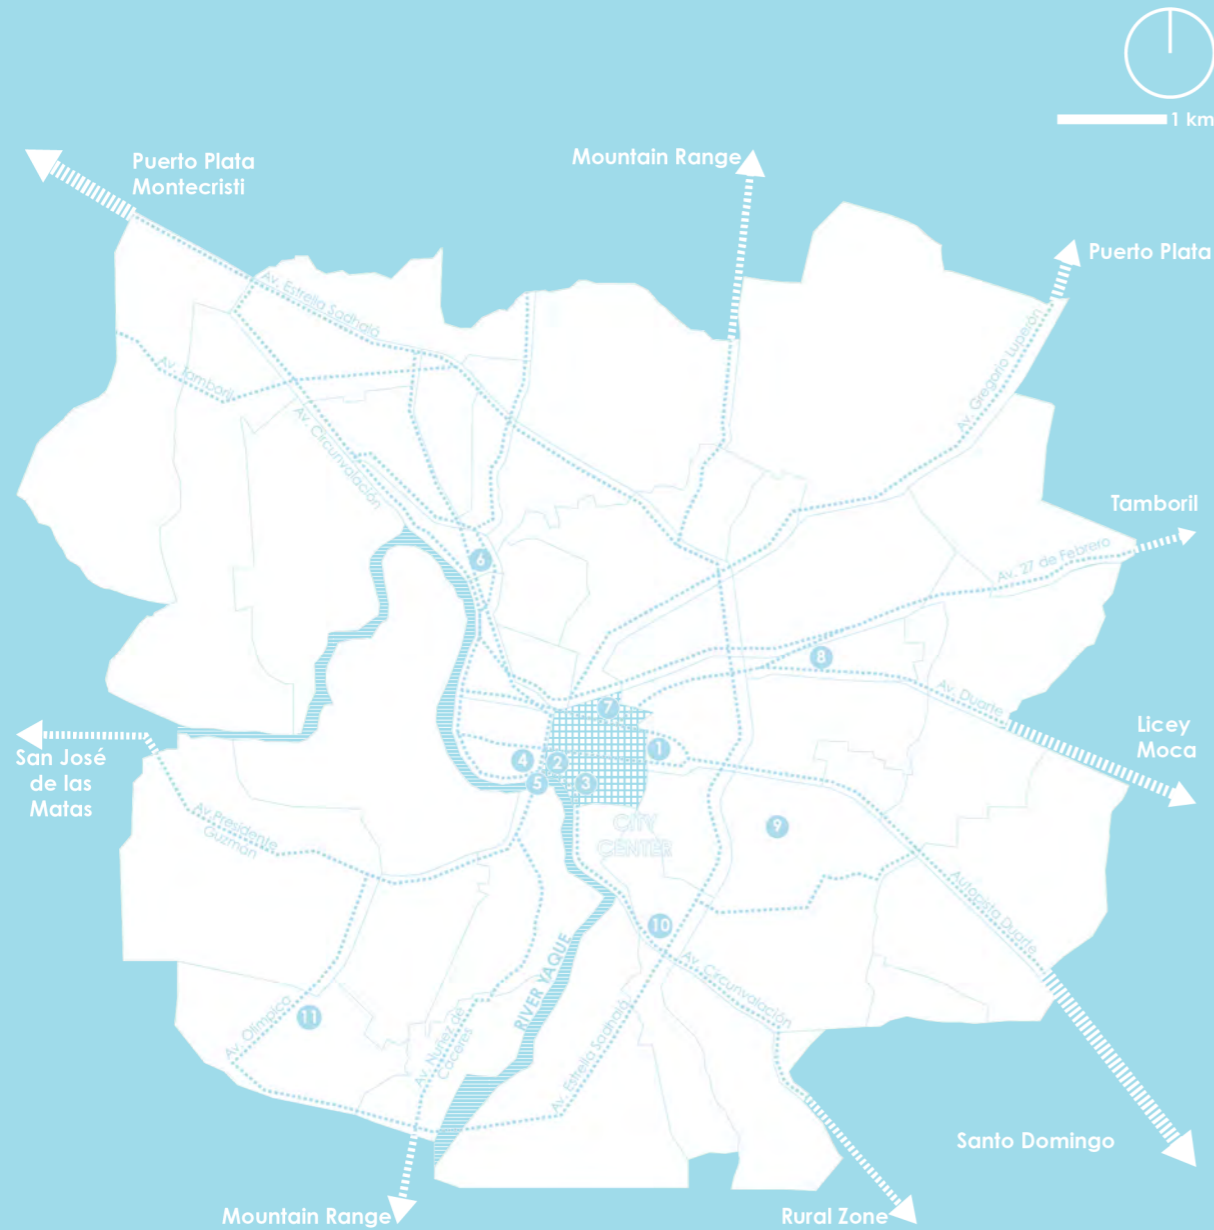 1 km
Puerto Plata
Montecristi
Mountain Range
Puerto Plata
Av. Estrella Sadhalá
Av. Gregorio Luperón
Av. Tamboril
Av. Circunvalación
Tamboril
Av. 27 de Febrero
6
8
Av. Duarte
7
Licey
Moca
1
4
2
5
3
San José
de las
Matas
Av. Presidente
Guzmán
CITY
CENTER
9
Autopista Duarte
10
RIVER YAQUE
Av. Circunvalación
11
Av. Olímpica
Av. Nuñez de
Caceres
Av. Estrella Sadhalá
Santo Domingo
Mountain Range
Rural Zone